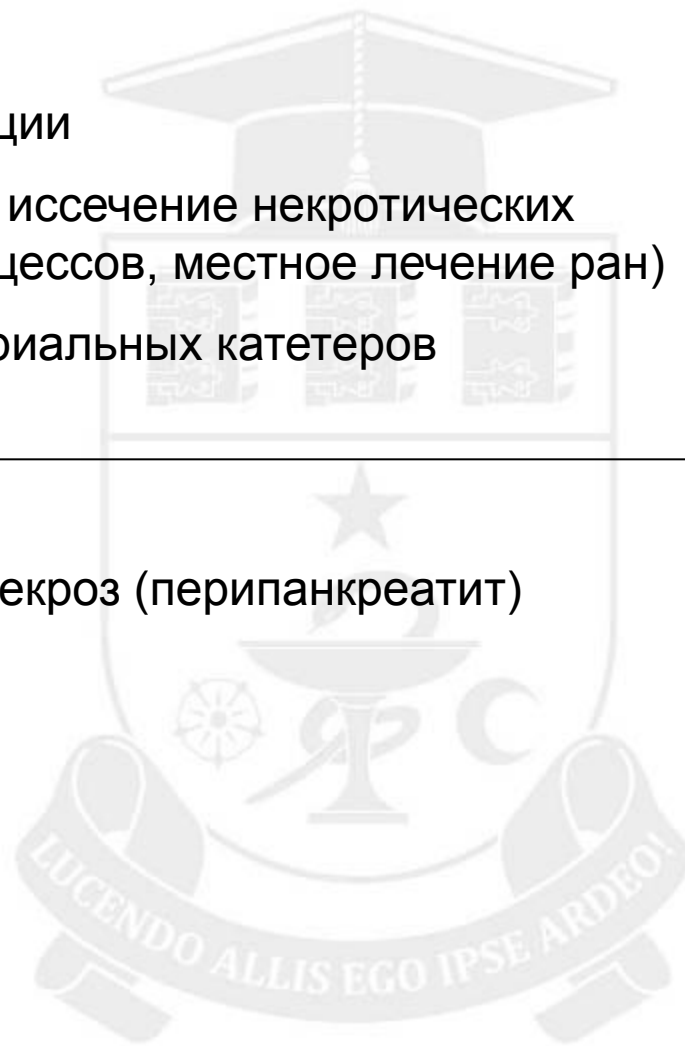 ции
иссечение некротических
цессов, местное лечение ран)
риальных катетеров
екроз (перипанкреатит)
LUCENDO ALLIS EGO IPSE ARDEO!